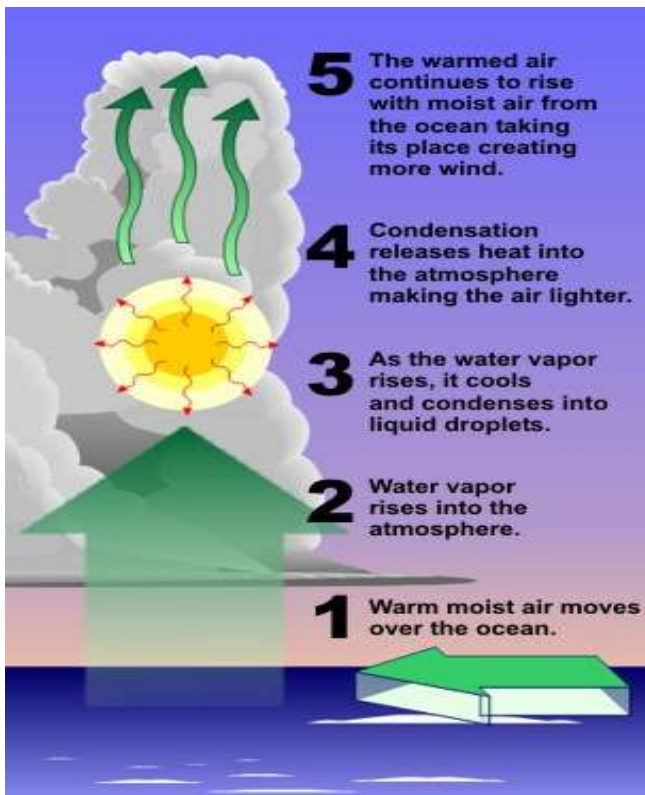 5 The warmed air
continues to rise
with moist air from
the ocean taking
its place creating
more wind.
4 Condensation
releases heat into
the atmosphere
making the air lighter.
3 As the water vapor
rises, it cools
and condenses into
liquid droplets.
2 Water vapor
rises into the
atmosphere.
1 Warm moist air moves
over the ocean.